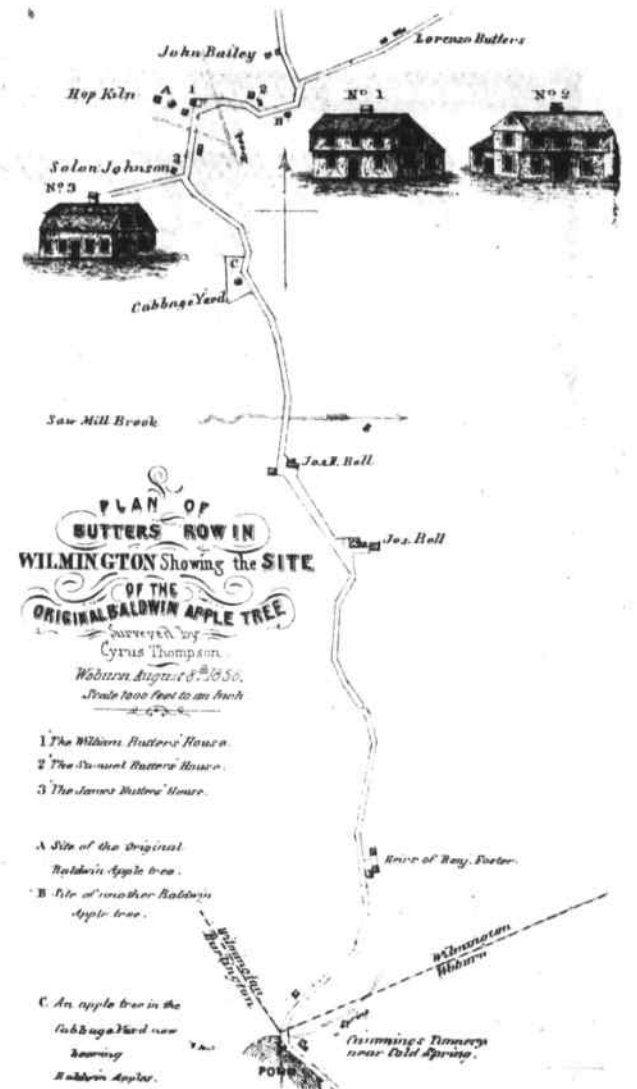 Lorenzo Butters
John Bailey
Hop Kiln
A
1
2
B
No 1
No 2
Solon Johnson
3
No 3
C
Cabbage Yard
Saw Mill Brook
Jos. Bell
PLAN OF
BUTTERS ROW IN
WILMINGTON Showing the SITE
OF THE
ORIGINAL BALDWIN APPLE TREE
Surveyed by
Cyrus Thompson
Woburn August 8th 1856.
Scale 1000 feet to an Inch
1 The William Butters' House.
2 The Samuel Butters' House.
3 The James Butters' House.
A Site of the Original
Baldwin Apple tree.
B Site of another Baldwin
Apple tree.
C An apple tree in the
Cabbage Yard now
bearing
Baldwin Apples.
Heirs of Benj. Foster.
Wilmington
Burlington
Wilmington
Woburn
Spring
Cummings Tannery
near Cold Spring.
POND